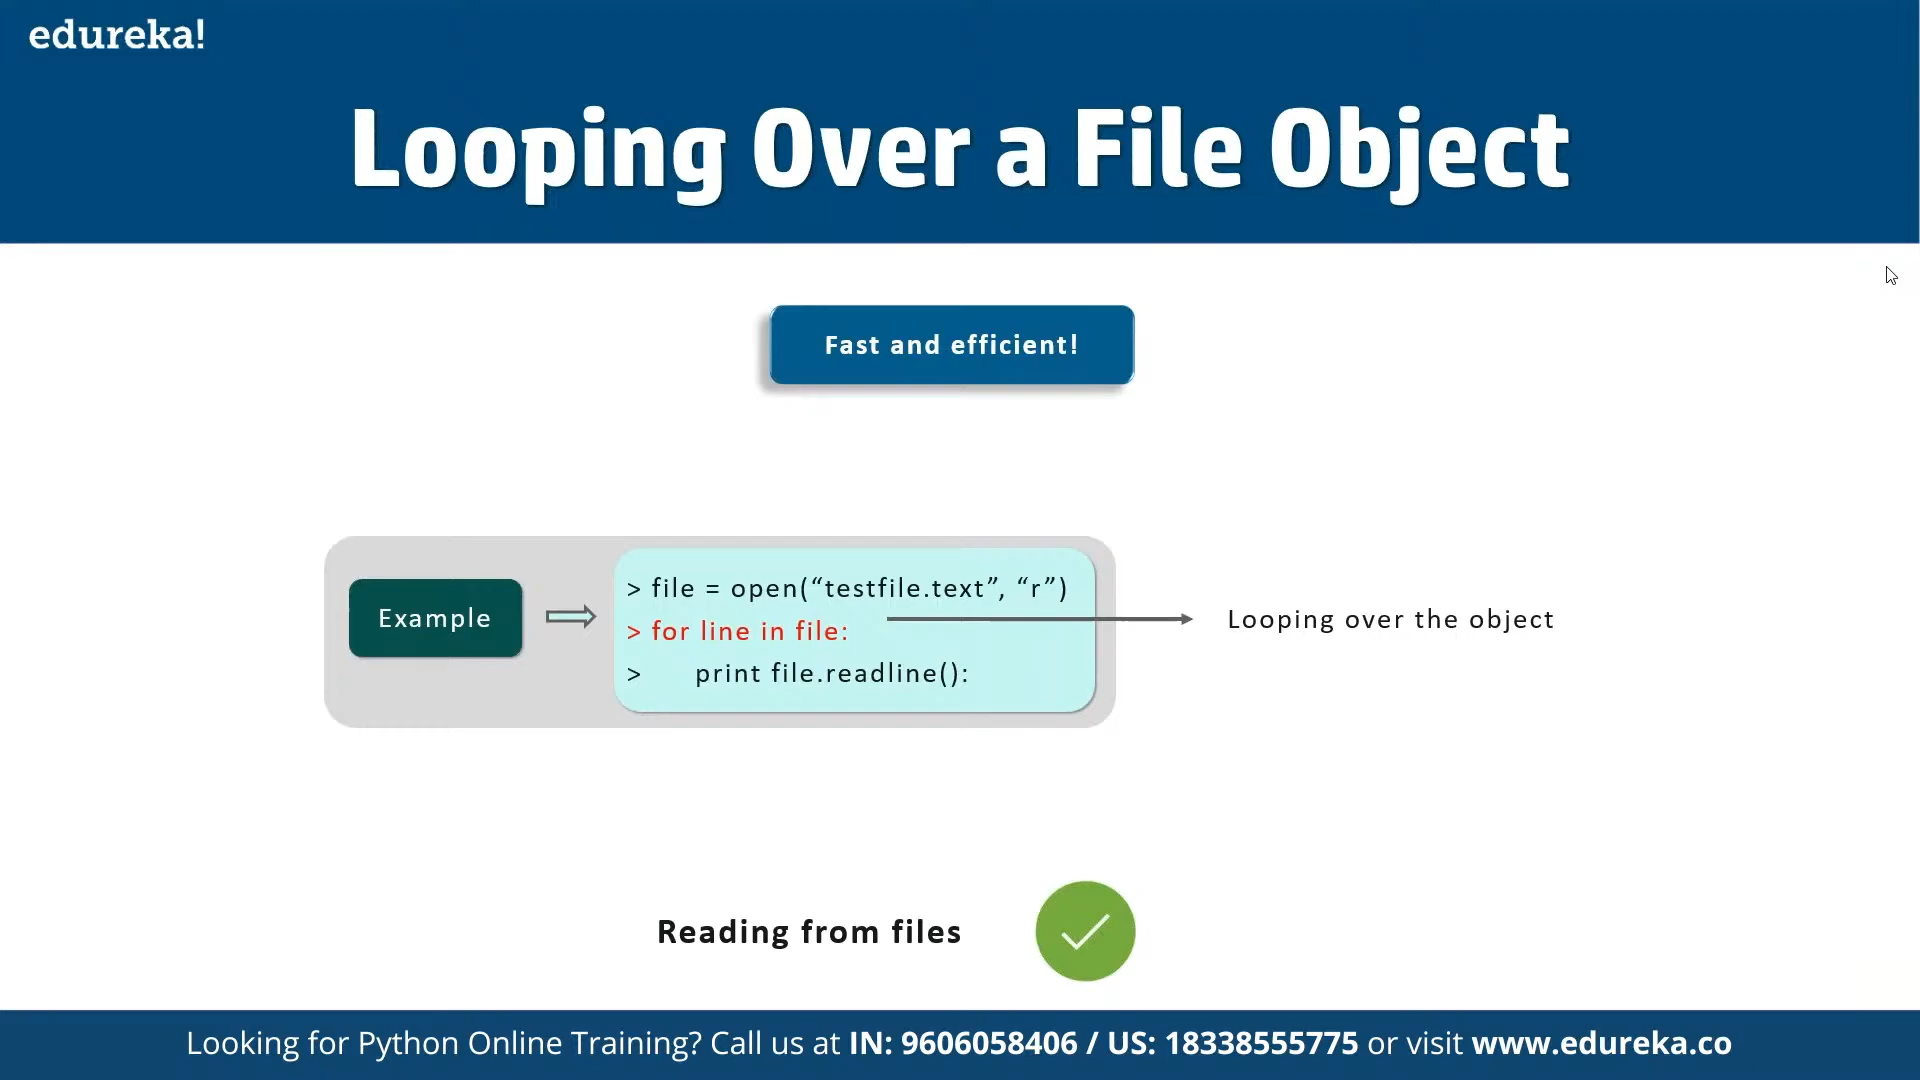 edureka!
Looping Over a File Object
Fast and efficient!
Example
> file = open(“testfile.text”, “r”)
> for line in file:
> print file.readline():
Looping over the object
Reading from files
Looking for Python Online Training? Call us at IN: 9606058406 / US: 18338555775 or visit www.edureka.co